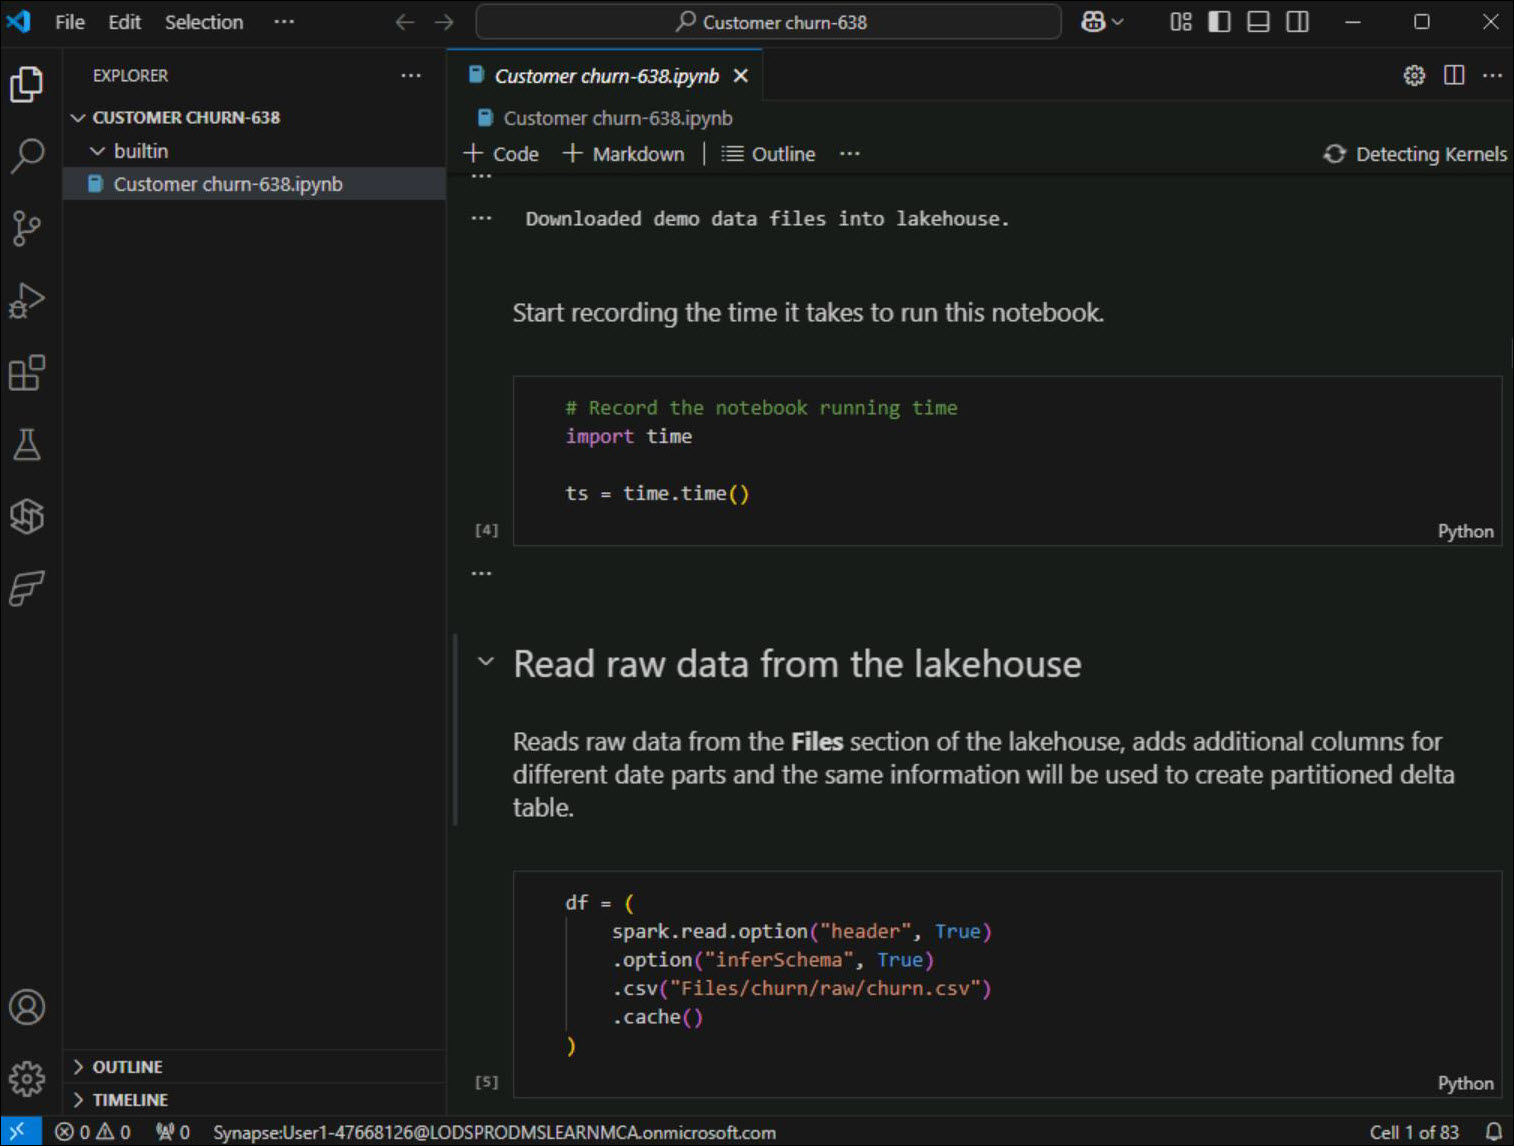 File Edit Selection ···
Customer churn-638
EXPLORER ···
CUSTOMER CHURN-638
builtin
Customer churn-638.ipynb
OUTLINE
TIMELINE
Customer churn-638.ipynb
···
Customer churn-638.ipynb
+ Code + Markdown | Outline ···
Detecting Kernels
···
··· Downloaded demo data files into lakehouse.
Start recording the time it takes to run this notebook.
# Record the notebook running time
import time
ts = time.time()
[4]
Python
···
Read raw data from the lakehouse
Reads raw data from the Files section of the lakehouse, adds additional columns for
different date parts and the same information will be used to create partitioned delta
table.
df = (
spark.read.option("header", True)
.option("inferSchema", True)
.csv("Files/churn/raw/churn.csv")
.cache()
)
[5]
Python
0 0 0 Synapse:User1-47668126@LODSPRODMSLEARNMCA.onmicrosoft.com
Cell 1 of 83